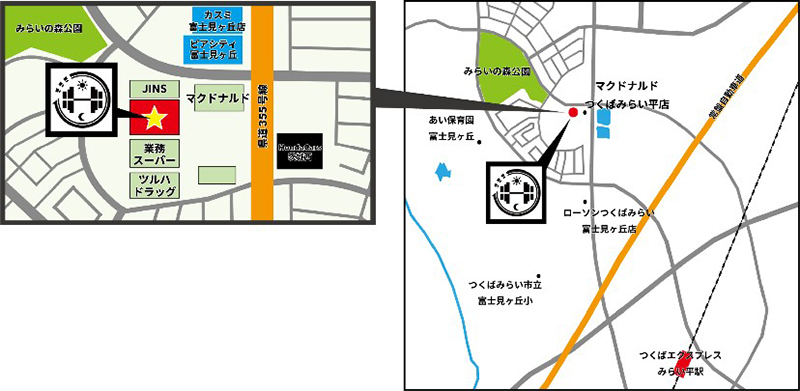 みらいの森公園
カスミ
富士見ヶ丘店
ピアシティ
富士見ヶ丘
JINS
マクドナルド
県道355号線
業務
スーパー
HondaCars
ツルハ
ドラッグ
みらいの森公園
マクドナルド
つくばみらい平店
常盤自動車道
あい保育園
富士見ヶ丘
ローソンつくばみらい
富士見ヶ丘店
つくばみらい市立
富士見ヶ丘小
つくばエクスプレス
みらい平駅